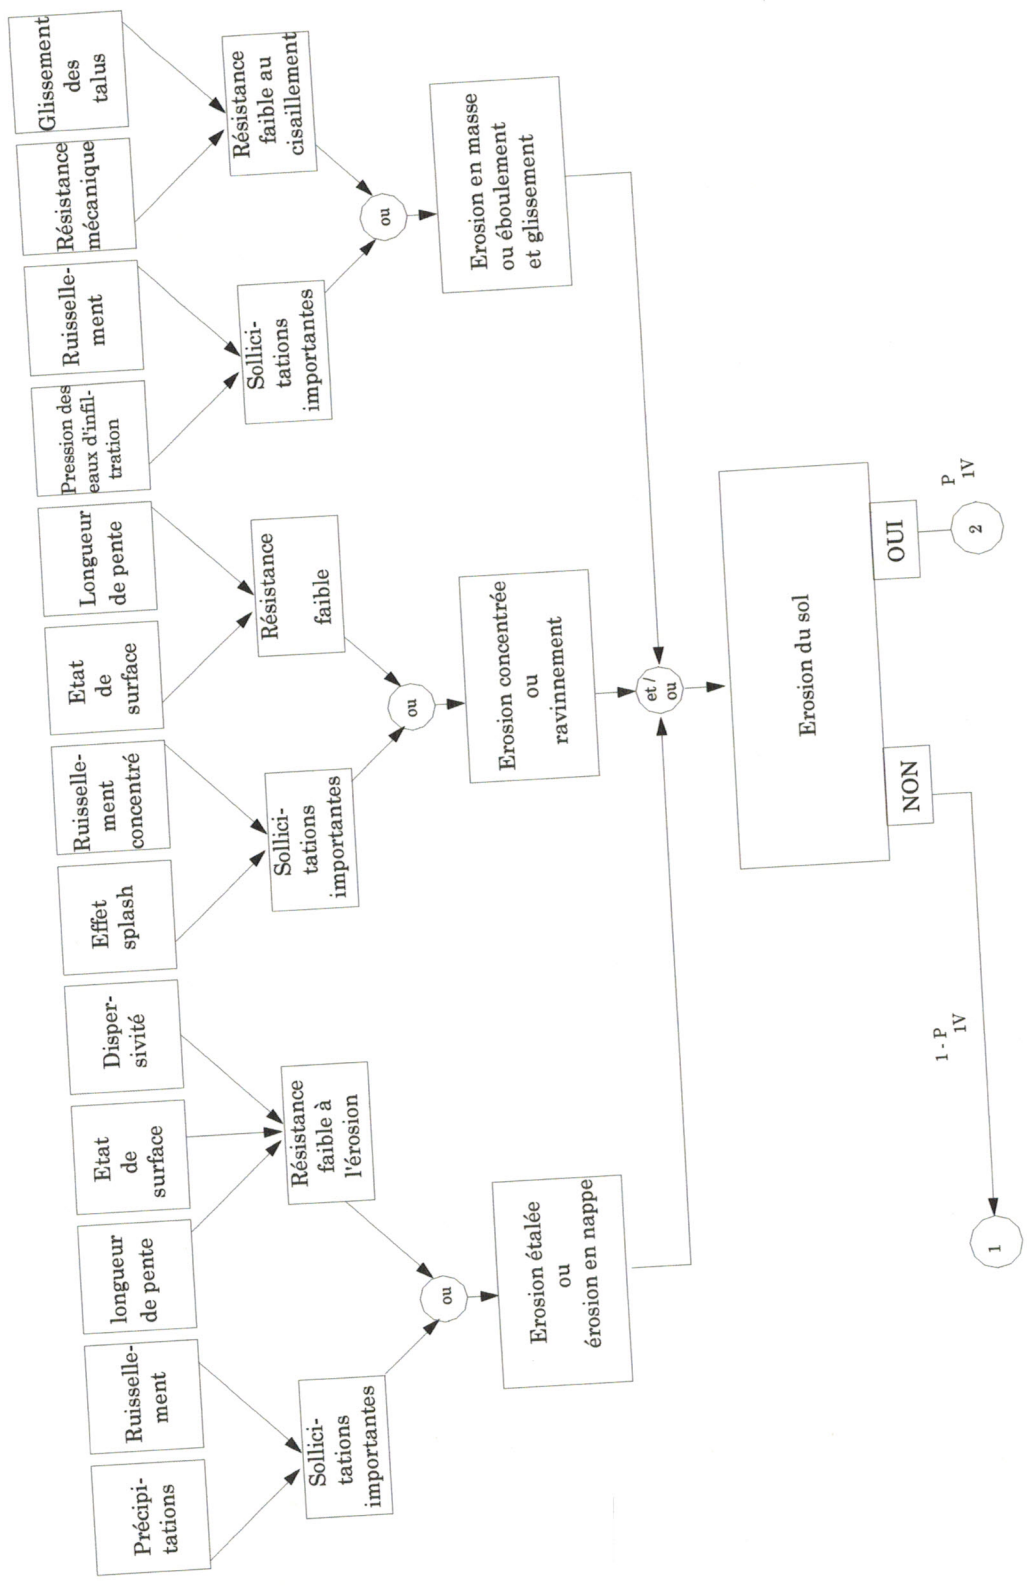 Précipi-
tations
Ruisselle-
ment
longueur
de pente
Etat
de
surface
Disper-
sivité
Effet
splash
Ruisselle-
ment
concentré
Etat
de
surface
Longueur
de pente
Pression des
eaux d'infil-
tration
Ruisselle-
ment
Résistance
mécanique
Glissement
des
talus
Sollici-
tations
importantes
Résistance
faible à
l'érosion
Sollici-
tations
importantes
Résistance
faible
Sollici-
tations
importantes
Résistance
faible au
cisaillement
ou
ou
ou
Erosion étalée
ou
érosion en nappe
Erosion concentrée
ou
ravinnement
Erosion en masse
ou éboulement
et glissement
et /
ou
Erosion du sol
NON
OUI
1 - P
1V
P
1V
1
2